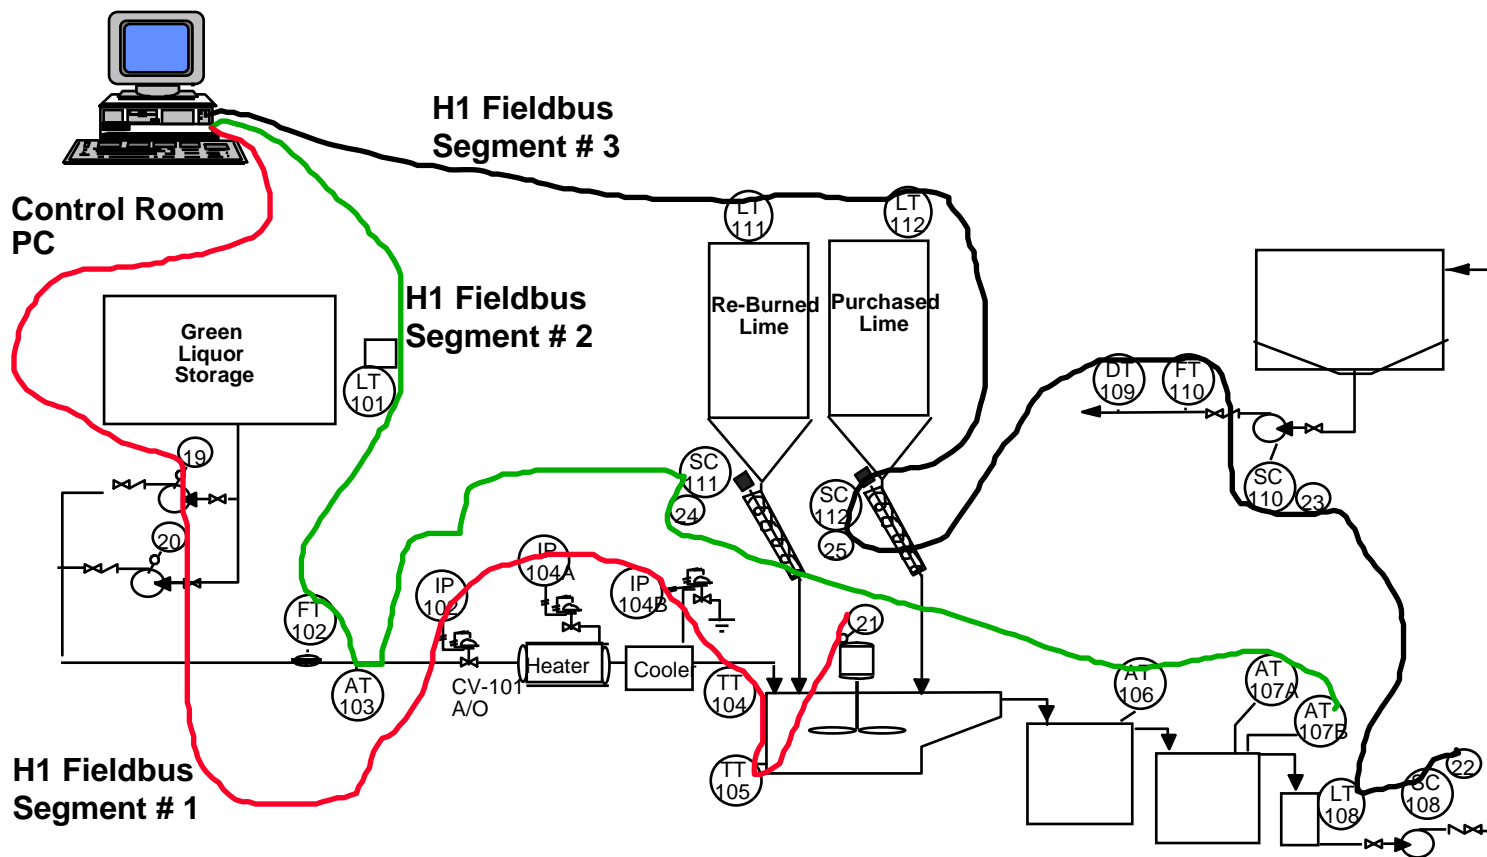 H1 Fieldbus
Segment # 3
Control Room
PC
LT
111
LT
112
H1 Fieldbus
Segment # 2
Green
Liquor
Storage
Re-Burned
Lime
Purchased
Lime
LT
101
DT
109
FT
110
19
20
SC
111
24
SC
112
25
SC
110
23
IP
102
IP
104A
IP
104B
FT
102
21
AT
103
CV-101
A/O
Heater
Cooler
TT
104
TT
105
AT
106
AT
107A
AT
107B
H1 Fieldbus
Segment # 1
LT
108
SC
108
22